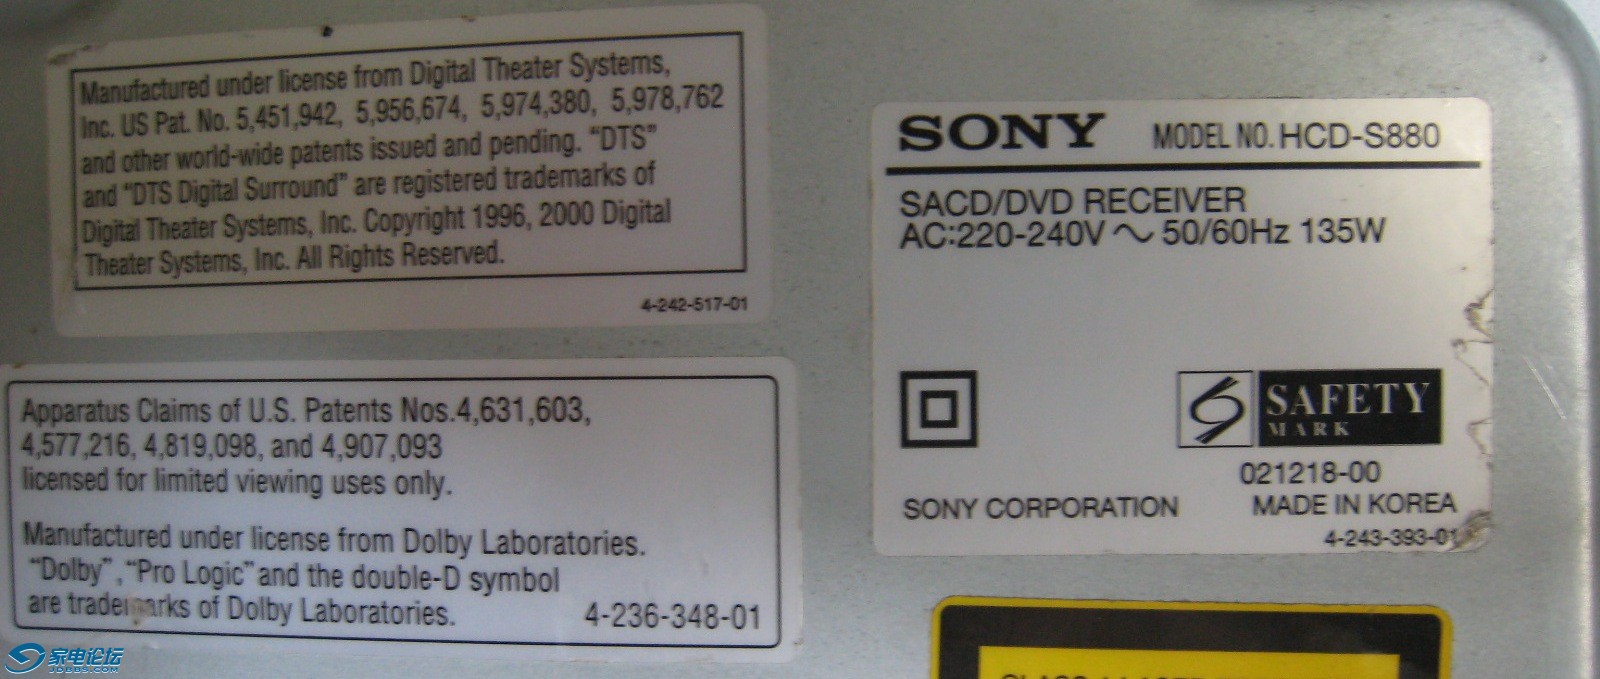 Manufactured under license from Digital Theater Systems,
Inc. US Pat. No. 5,451,942, 5,956,674, 5,974,380, 5,978,762
and other world-wide patents issued and pending. “DTS”
and “DTS Digital Surround” are registered trademarks of
Digital Theater Systems, Inc. Copyright 1996, 2000 Digital
Theater Systems, Inc. All Rights Reserved.
4-242-517-01
Apparatus Claims of U.S. Patents Nos.4,631,603,
4,577,216, 4,819,098, and 4,907,093
licensed for limited viewing uses only.
Manufactured under license from Dolby Laboratories.
“Dolby”, “Pro Logic” and the double-D symbol
are trademarks of Dolby Laboratories.
4-236-348-01
SONY MODEL NO. HCD-S880
SACD/DVD RECEIVER
AC:220-240V ～ 50/60Hz 135W
SAFETY
MARK
021218-00
SONY CORPORATION MADE IN KOREA
4-243-393-01
家电论坛
JDBBS.COM